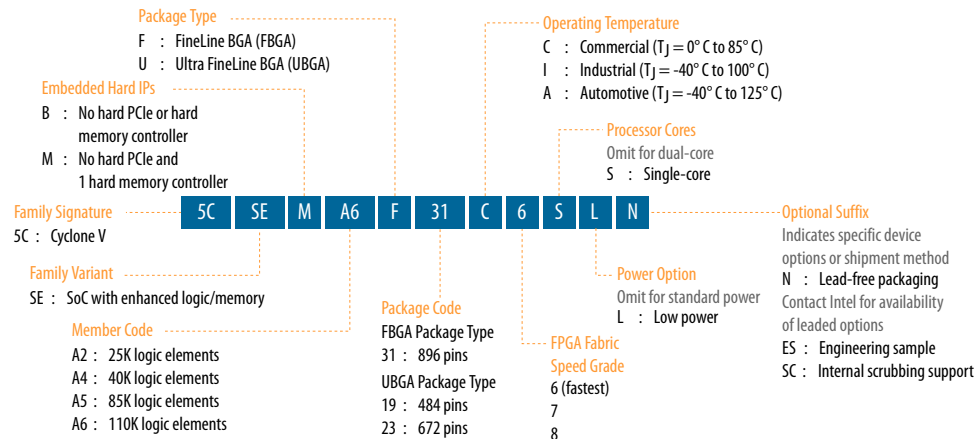 Package Type
F : FineLine BGA (FBGA)
U : Ultra FineLine BGA (UBGA)
Operating Temperature
C : Commercial (TJ = 0° C to 85° C)
I : Industrial (TJ = -40° C to 100° C)
A : Automotive (TJ = -40° C to 125° C)
Embedded Hard IPs
B : No hard PCIe or hard
memory controller
M : No hard PCIe and
1 hard memory controller
Processor Cores
Omit for dual-core
S : Single-core
Family Signature
5C : Cyclone V
5C SE M A6 F 31 C 6 S L N
Optional Suffix
Indicates specific device
options or shipment method
N : Lead-free packaging
Contact Intel for availability
of leaded options
ES : Engineering sample
SC : Internal scrubbing support
Family Variant
SE : SoC with enhanced logic/memory
Member Code
A2 : 25K logic elements
A4 : 40K logic elements
A5 : 85K logic elements
A6 : 110K logic elements
Package Code
FBGA Package Type
31 : 896 pins
UBGA Package Type
19 : 484 pins
23 : 672 pins
Power Option
Omit for standard power
L : Low power
FPGA Fabric
Speed Grade
6 (fastest)
7
8